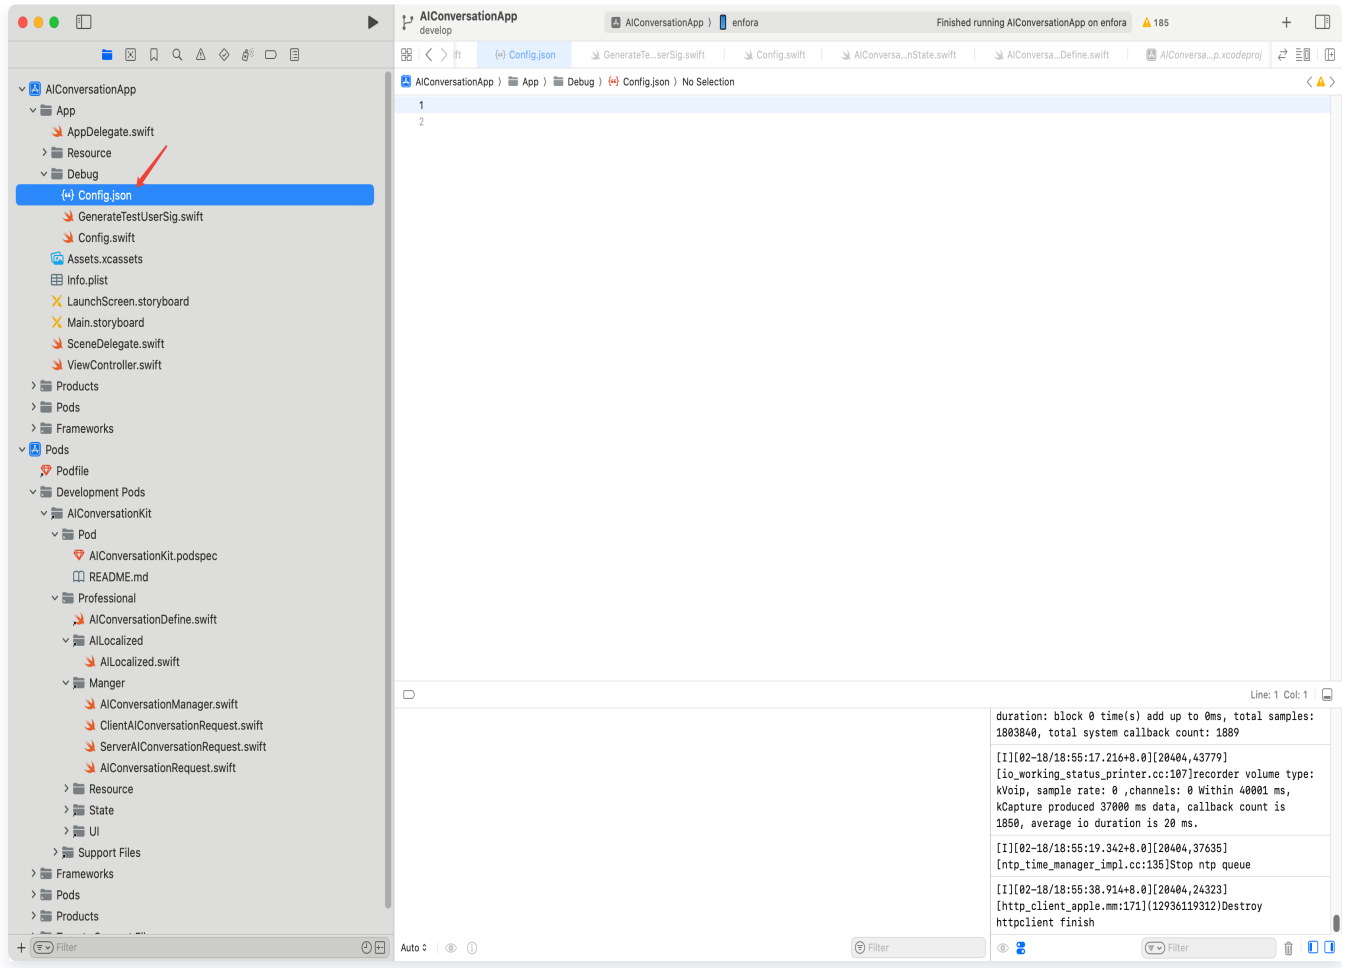 AIConversationApp
develop
AIConversationApp
enfora
Finished running AIConversationApp on enfora
185
ft
Config.json
GenerateTe...serSig.swift
Config.swift
AIConversa...nState.swift
AIConversa...Define.swift
AIConversa...p.xcodeproj
AIConversationApp
App
Debug
Config.json
No Selection
AIConversationApp
App
AppDelegate.swift
Resource
Debug
Config.json
GenerateTestUserSig.swift
Config.swift
Assets.xcassets
Info.plist
LaunchScreen.storyboard
Main.storyboard
SceneDelegate.swift
ViewController.swift
Products
Pods
Frameworks
Pods
Podfile
Development Pods
AIConversationKit
Pod
AIConversationKit.podspec
README.md
Professional
AIConversationDefine.swift
AILocalized
AILocalized.swift
Manger
AIConversationManager.swift
ClientAIConversationRequest.swift
ServerAIConversationRequest.swift
AIConversationRequest.swift
Resource
State
UI
Support Files
Frameworks
Pods
Products
Filter
1
2
Line: 1 Col: 1
duration: block 0 time(s) add up to 0ms, total samples:
1803840, total system callback count: 1889
[I][02-18/18:55:17.216+8.0][20404,43779]
[io_working_status_printer.cc:107]recorder volume type:
kVoip, sample rate: 0 ,channels: 0 Within 40001 ms,
kCapture produced 37000 ms data, callback count is
1850, average io duration is 20 ms.
[I][02-18/18:55:19.342+8.0][20404,37635]
[ntp_time_manager_impl.cc:135]Stop ntp queue
[I][02-18/18:55:38.914+8.0][20404,24323]
[http_client_apple.mm:171](12936119312)Destroy
httpclient finish
Auto
Filter
Filter